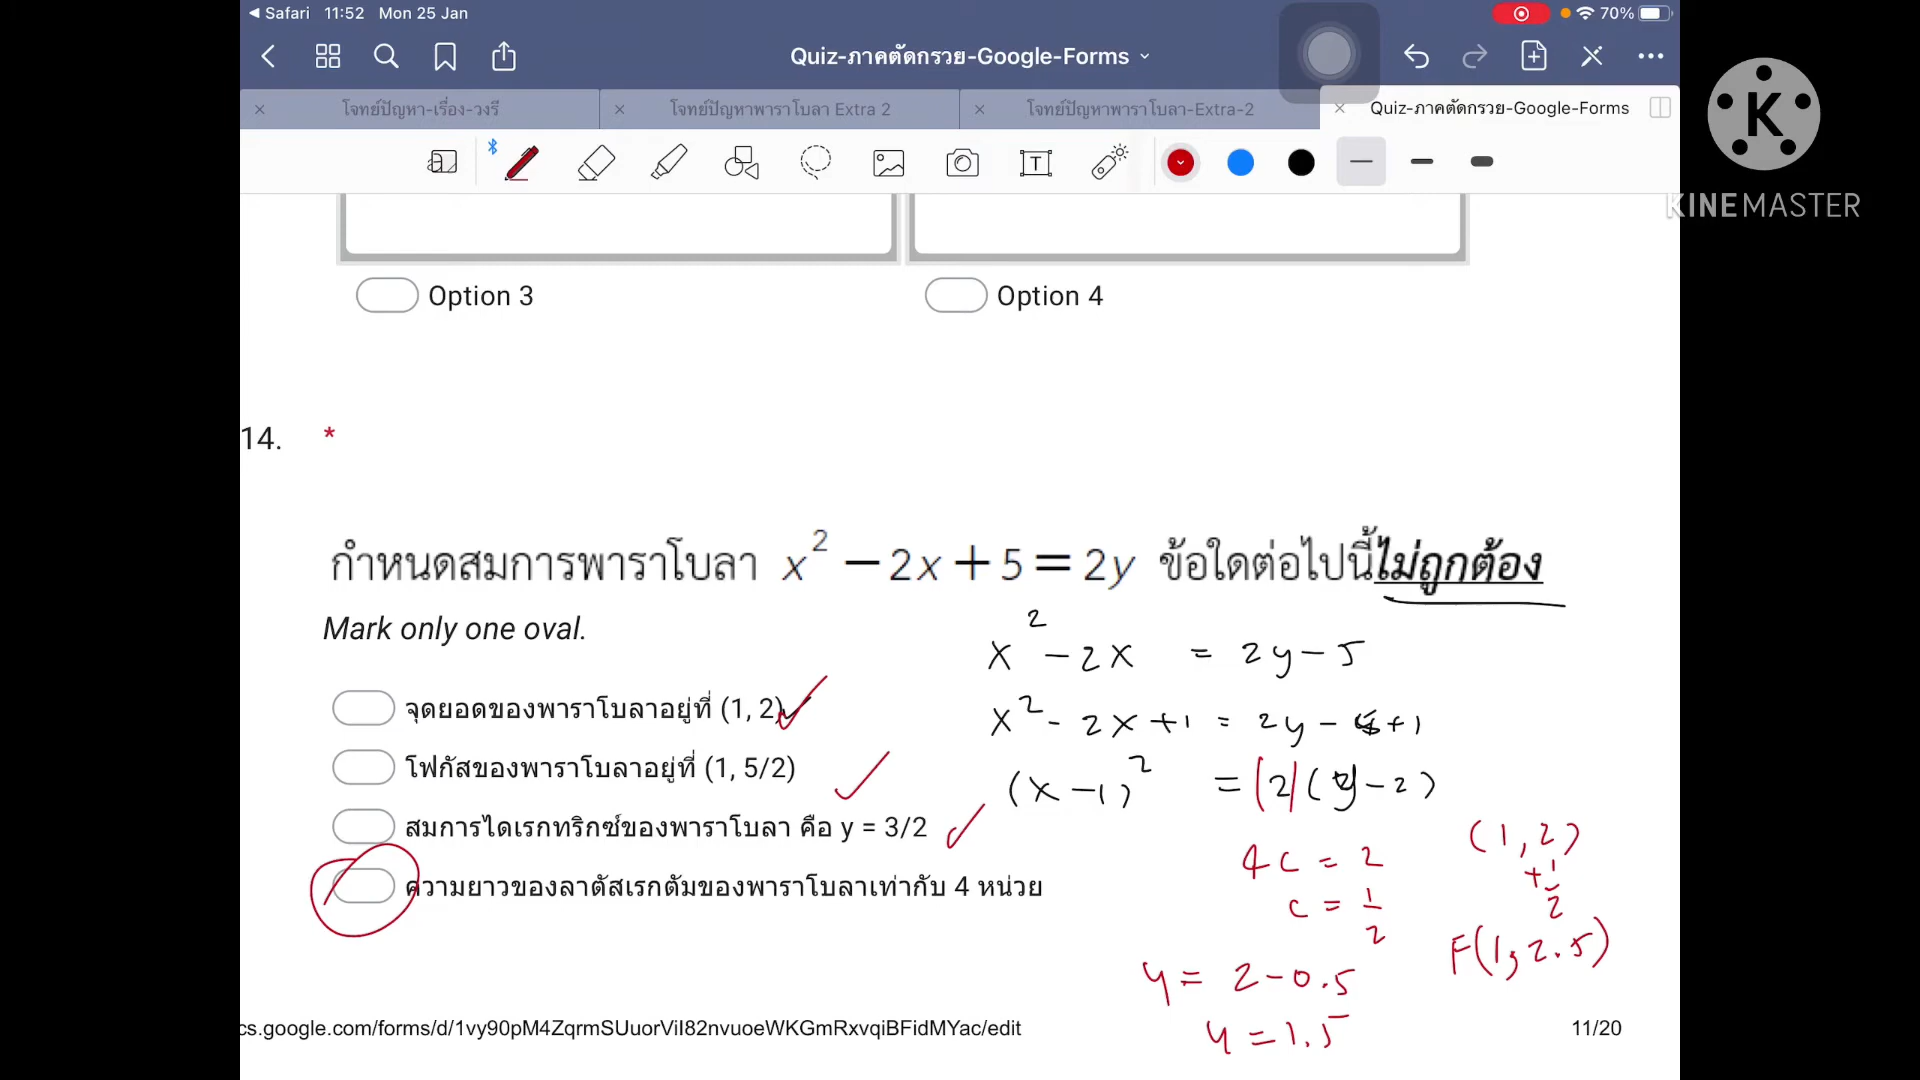 Safari 11:52 Mon 25 Jan 70%
Quiz-ภาคตัดกรวย-Google-Forms
โจทย์ปัญหา-เรื่อง-วงรี โจทย์ปัญหาพาราโบลา Extra 2 โจทย์ปัญหาพาราโบลา-Extra-2 Quiz-ภาคตัดกรวย-Google-Forms
K
KINEMASTER
T
Option 3 Option 4
14. *
กำหนดสมการพาราโบลา x² − 2x + 5 = 2y ข้อใดต่อไปนี้ไม่ถูกต้อง
Mark only one oval.
x² − 2x = 2y − 5
จุดยอดของพาราโบลาอยู่ที่ (1, 2)
x² - 2x + 1 = 2y − 5 + 1
โฟกัสของพาราโบลาอยู่ที่ (1, 5/2)
(x − 1)² = (2)(y − 2)
สมการไดเรกทริกซ์ของพาราโบลา คือ y = 3/2
(1, 2)
4c = 2
+ 1/2
ความยาวของลาตัสเรกตัมของพาราโบลาเท่ากับ 4 หน่วย
c = 1/2
F(1, 2.5)
y = 2 − 0.5
y = 1.5
cs.google.com/forms/d/1vy90pM4ZqrmSUuorViI82nvuoeWKGmRxvqiBFidMYac/edit 11/20